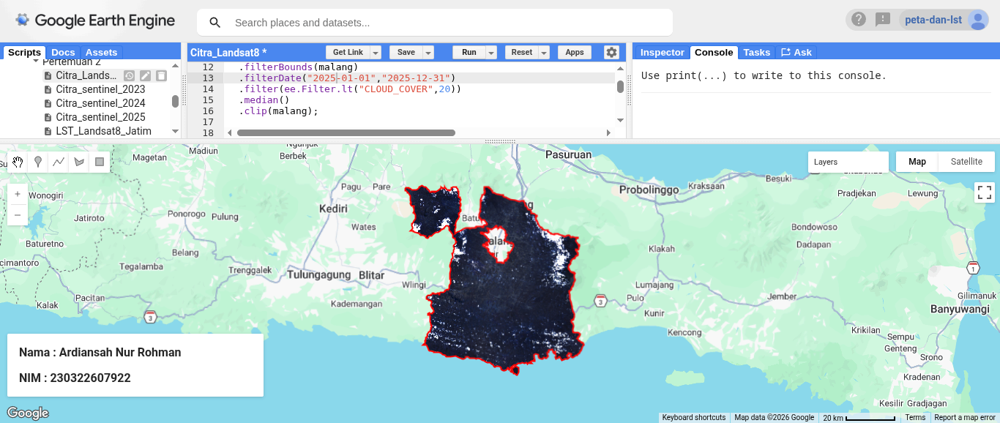 Google Earth Engine
Search places and datasets...
peta-dan-lst
Scripts Docs Assets
Pertemuan 2
Citra_Lands...
Citra_sentinel_2023
Citra_sentinel_2024
Citra_sentinel_2025
LST_Landsat8_Jatim
Citra_Landsat8 *
Get Link Save Run Reset Apps
12 .filterBounds(malang)
13 .filterDate("2025-01-01","2025-12-31")
14 .filter(ee.Filter.lt("CLOUD_COVER",20))
15 .median()
16 .clip(malang);
17
18
Inspector Console Tasks Ask
Use print(...) to write to this console.
Layers
Map Satellite
Magetan
Madiun
Nganjuk
Berbek
Pasuruan
Besuki
Wonogiri
Pagu
Pare
Probolinggo
Kraksaan
Pradjekan
Lewung
Jatiroto
Ponorogo
Pulung
Kediri
Batu
Wates
Bondowoso
Baturetno
Belang
Dadapan
Klakah
cimantoro
Tegalamba
Trenggalek
Tulungagung
Blitar
Wlingi
Lumajang
Pulo
Jember
Gilimanuk
Pacitan
Kalak
Kademangan
Kunir
Banyuwangi
3
3
1
Kencong
Krikilan
Sempu
Genteng
Srono
Kradenan
Kesilir
Gradjagan
Nama : Ardiansah Nur Rohman
NIM : 230322607922
Google
Keyboard shortcuts Map data ©2026 Google 20 km Terms Report a map error